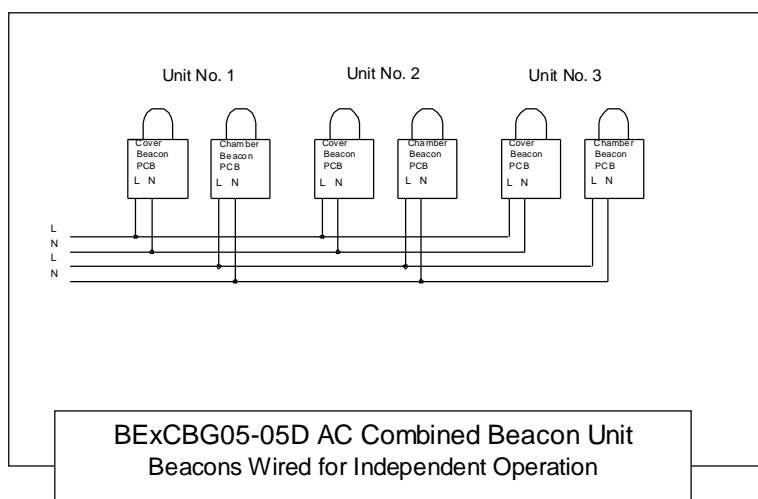 Unit No. 1
Unit No. 2
Unit No. 3
Cover
Beacon
PCB
L N
Chamber
Beacon
PCB
L N
Cover
Beacon
PCB
L N
Chamber
Beacon
PCB
L N
Cover
Beacon
PCB
L N
Chamber
Beacon
PCB
L N
L
N
L
N
BExCBG05-05D AC Combined Beacon Unit
Beacons Wired for Independent Operation